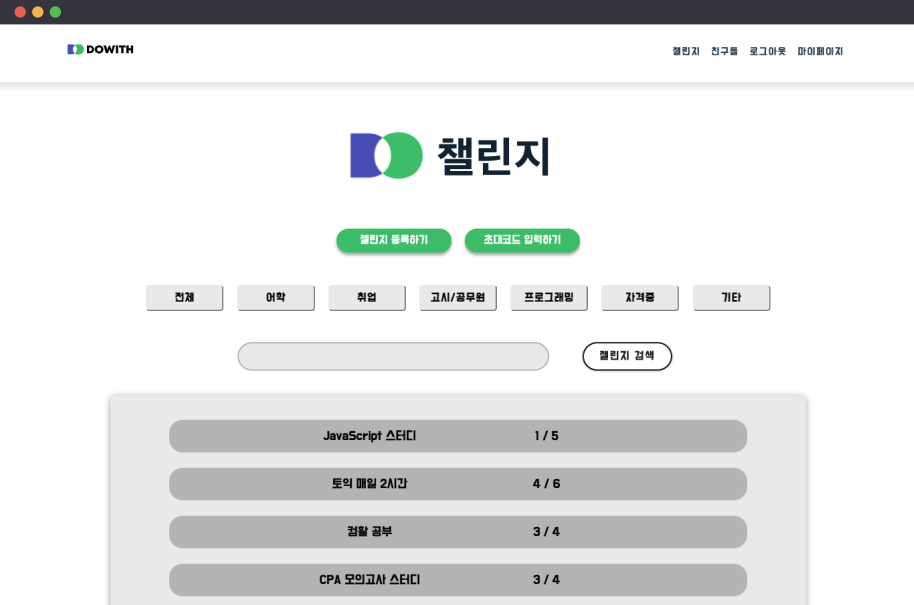 DOWITH
챌린지 친구들 로그아웃 마이페이지
챌린지
챌린지 등록하기 초대코드 입력하기
전체 어학 취업 고시/공무원 프로그래밍 자격증 기타
챌린지 검색
JavaScript 스터디 1 / 5
토익 매일 2시간 4 / 6
컴활 공부 3 / 4
CPA 모의고사 스터디 3 / 4